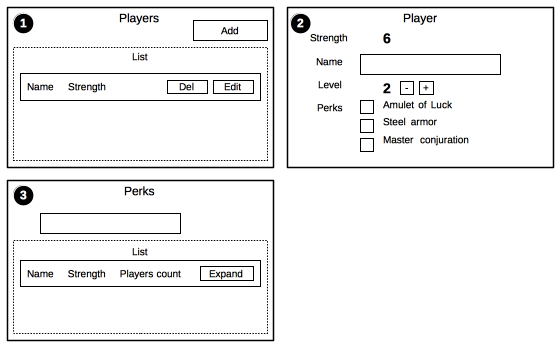 1
Players
Add
List
Name Strength Del Edit
2
Player
Strength 6
Name
Level 2 - +
Perks Amulet of Luck
Steel armor
Master conjuration
3
Perks
List
Name Strength Players count Expand